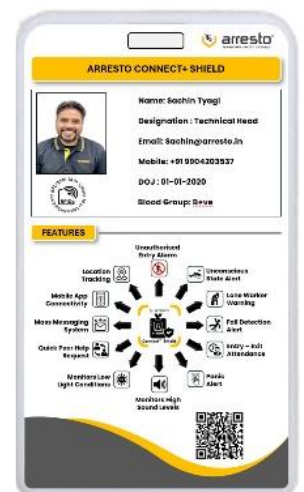 arresto
ARRESTO CONNECT+ SHIELD
Name: Sachin Tyagi
Designation : Technical Head
Email: Sachin@arresto.in
Mobile: +91 9904203537
DOJ : 01-01-2020
Blood Group: B+ve
FEATURES
Unauthorised
Entry Alarm
Location
Tracking
Unconscious
State Alert
Mobile App
Connectivity
Lone Worker
Warning
Mass Messaging
System
Fall Detection
Alert
Quick Peer Help
Request
Entry – Exit
Attendance
Monitors Low
Light Conditions
Panic
Alert
Monitors High
Sound Levels